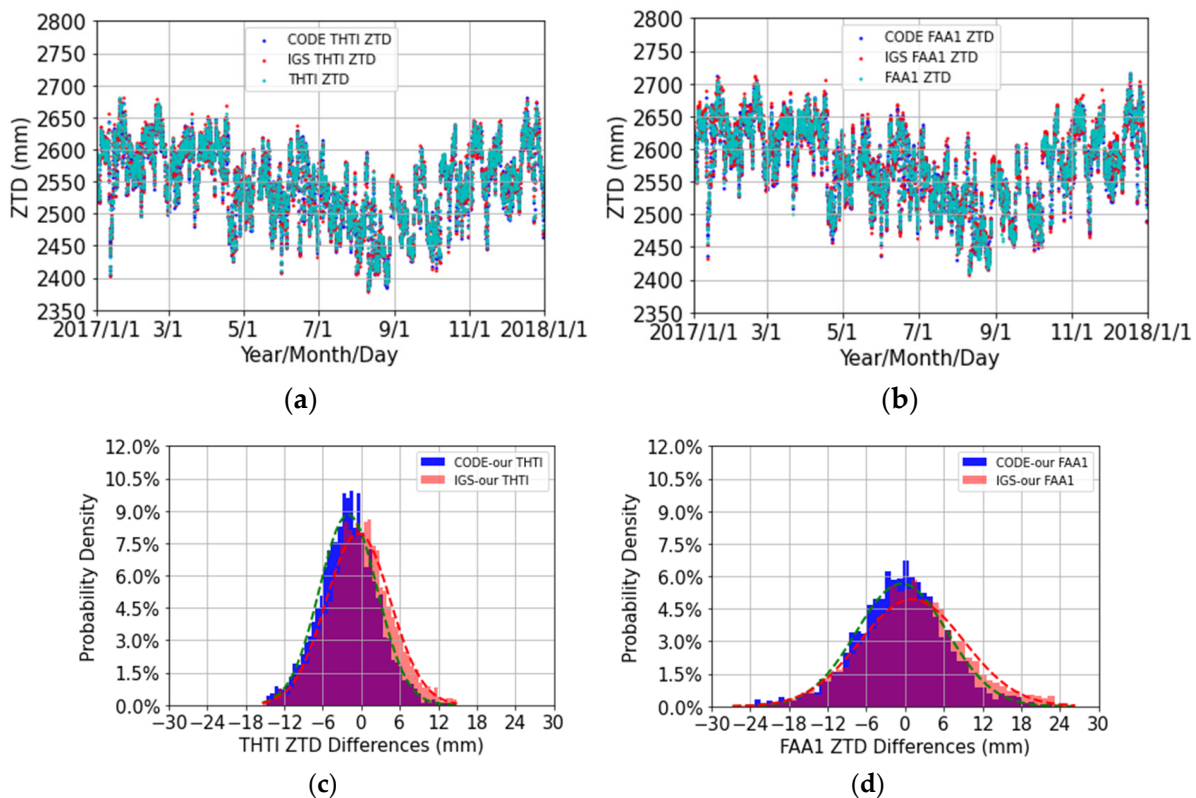 2800
2750
2700
2650
2600
2550
2500
2450
2400
2350
ZTD (mm)
CODE THTI ZTD
IGS THTI ZTD
THTI ZTD
2017/1/1 3/1 5/1 7/1 9/1 11/1 2018/1/1
Year/Month/Day
(a)
2800
2750
2700
2650
2600
2550
2500
2450
2400
2350
ZTD (mm)
CODE FAA1 ZTD
IGS FAA1 ZTD
FAA1 ZTD
2017/1/1 3/1 5/1 7/1 9/1 11/1 2018/1/1
Year/Month/Day
(b)
12.0%
10.5%
9.0%
7.5%
6.0%
4.5%
3.0%
1.5%
0.0%
Probability Density
CODE-our THTI
IGS-our THTI
−30 −24 −18 −12 −6 0 6 12 18 24 30
THTI ZTD Differences (mm)
(c)
12.0%
10.5%
9.0%
7.5%
6.0%
4.5%
3.0%
1.5%
0.0%
Probability Density
CODE-our FAA1
IGS-our FAA1
−30 −24 −18 −12 −6 0 6 12 18 24 30
FAA1 ZTD Differences (mm)
(d)